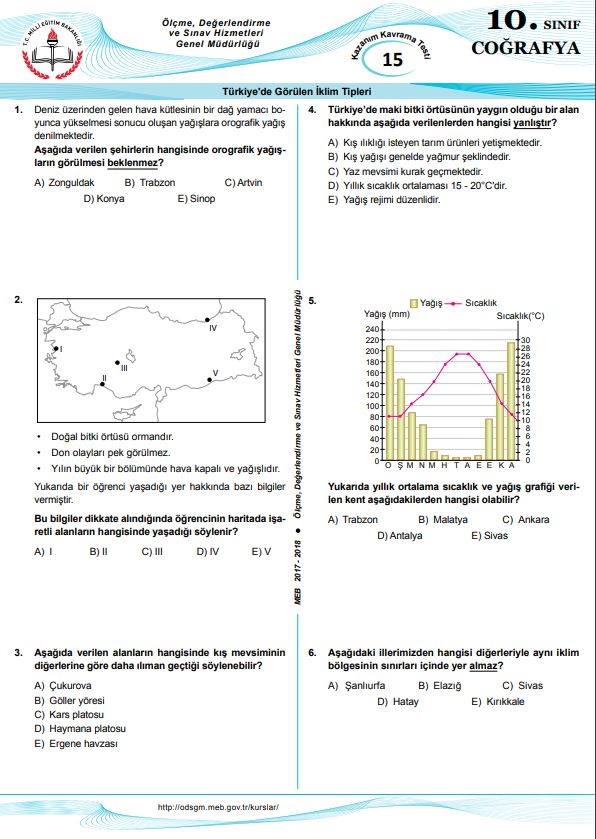 T.C. MİLLÎ EĞİTİM BAKANLIĞI
Ölçme, Değerlendirme
ve Sınav Hizmetleri
Genel Müdürlüğü
Kazanım Kavrama Testi
15
10. SINIF
COĞRAFYA
Türkiye'de Görülen İklim Tipleri
1. Deniz üzerinden gelen hava kütlesinin bir dağ yamacı bo-
yunca yükselmesi sonucu oluşan yağışlara orografik yağış
denilmektedir.
Aşağıda verilen şehirlerin hangisinde orografik yağış-
ların görülmesi beklenmez?
A) Zonguldak B) Trabzon C) Artvin
D) Konya E) Sinop
2.
I
II
III
IV
V
• Doğal bitki örtüsü ormandır.
• Don olayları pek görülmez.
• Yılın büyük bir bölümünde hava kapalı ve yağışlıdır.
Yukarıda bir öğrenci yaşadığı yer hakkında bazı bilgiler
vermiştir.
Bu bilgiler dikkate alındığında öğrencinin haritada işa-
retli alanların hangisinde yaşadığı söylenir?
A) I B) II C) III D) IV E) V
3. Aşağıda verilen alanların hangisinde kış mevsiminin
diğerlerine göre daha ılıman geçtiği söylenebilir?
A) Çukurova
B) Göller yöresi
C) Kars platosu
D) Haymana platosu
E) Ergene havzası
MEB 2017 - 2018 ● Ölçme, Değerlendirme ve Sınav Hizmetleri Genel Müdürlüğü
4. Türkiye'de maki bitki örtüsünün yaygın olduğu bir alan
hakkında aşağıda verilenlerden hangisi yanlıştır?
A) Kış ılıklığı isteyen tarım ürünleri yetişmektedir.
B) Kış yağışı genelde yağmur şeklindedir.
C) Yaz mevsimi kurak geçmektedir.
D) Yıllık sıcaklık ortalaması 15 - 20°C'dir.
E) Yağış rejimi düzenlidir.
5.
Yağış Sıcaklık
Yağış (mm) Sıcaklık(°C)
240
220
200
180
160
140
120
100
80
60
40
20
0
30
28
26
24
22
20
18
16
14
12
10
8
6
4
2
0
O Ş M N M H T A E E K A
Yukarıda yıllık ortalama sıcaklık ve yağış grafiği veri-
len kent aşağıdakilerden hangisi olabilir?
A) Trabzon B) Malatya C) Ankara
D) Antalya E) Sivas
6. Aşağıdaki illerimizden hangisi diğerleriyle aynı iklim
bölgesinin sınırları içinde yer almaz?
A) Şanlıurfa B) Elazığ C) Sivas
D) Hatay E) Kırıkkale
http://odsgm.meb.gov.tr/kurslar/